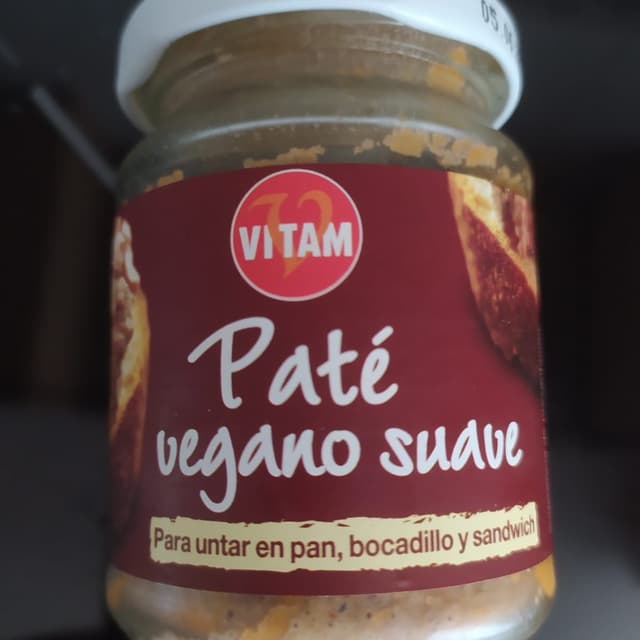 VITAM
Paté
vegano suave
Para untar en pan, bocadillo y sandwich